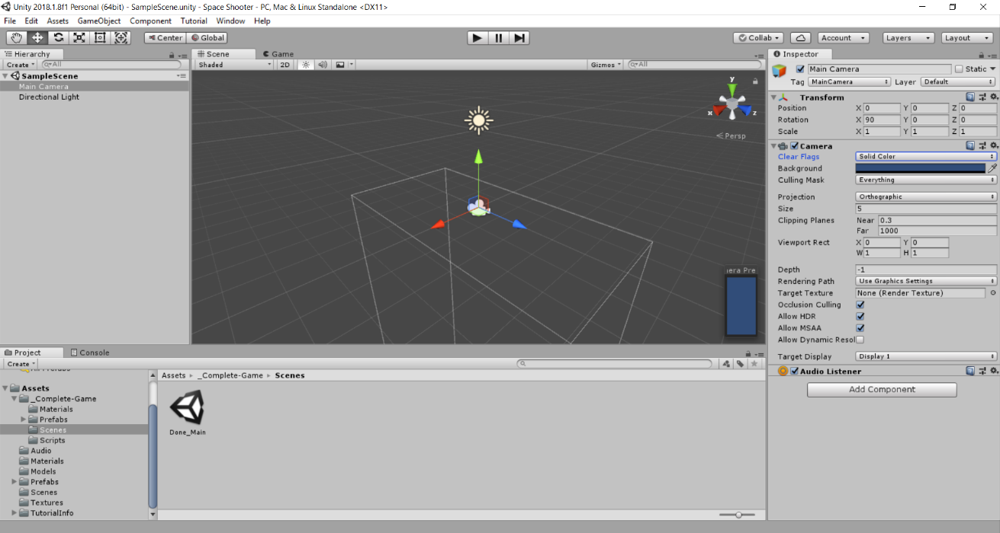 Unity 2018.1.8f1 Personal (64bit) - SampleScene.unity - Space Shooter - PC, Mac & Linux Standalone <DX11>
File Edit Assets GameObject Component Tutorial Window Help
Center Global Collab Account Layers Layout
Hierarchy
Create All
SampleScene
Main Camera
Directional Light
Scene Game
Shaded 2D Gizmos All
y
x z
Persp
era Pre
Inspector
Main Camera Static
Tag MainCamera Layer Default
Transform
Position X 0 Y 0 Z 0
Rotation X 90 Y 0 Z 0
Scale X 1 Y 1 Z 1
Camera
Clear Flags Solid Color
Background
Culling Mask Everything
Projection Orthographic
Size 5
Clipping Planes Near 0.3
Far 1000
Viewport Rect X 0 Y 0
W 1 H 1
Depth -1
Rendering Path Use Graphics Settings
Target Texture None (Render Texture)
Occlusion Culling
Allow HDR
Allow MSAA
Allow Dynamic Resol
Target Display Display 1
Audio Listener
Add Component
Project Console
Create
Assets
_Complete-Game
Materials
Prefabs
Scenes
Scripts
Audio
Materials
Models
Prefabs
Scenes
Textures
TutorialInfo
Assets _Complete-Game Scenes
Done_Main